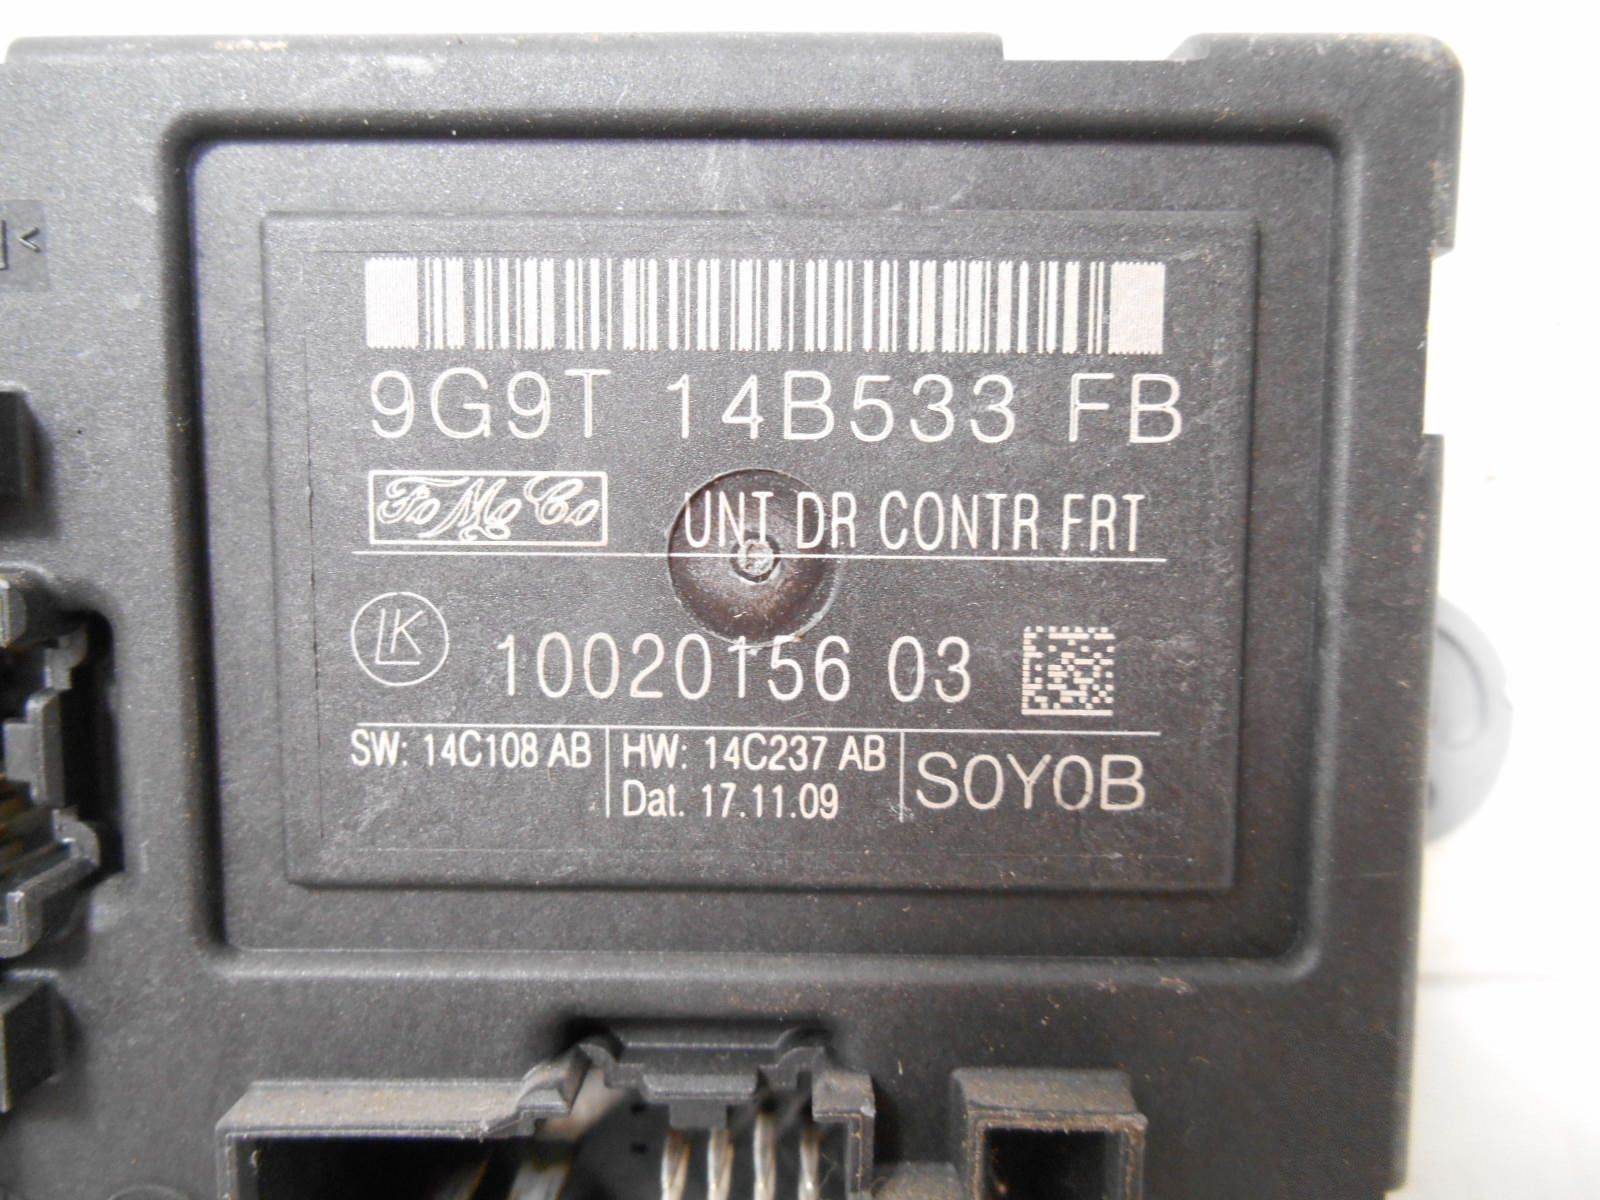 9G9T 14B533 FB
FoMoCo UNT DR CONTR FRT
LK 10020156 03
SW: 14C108 AB HW: 14C237 AB S0Y0B
Dat. 17.11.09